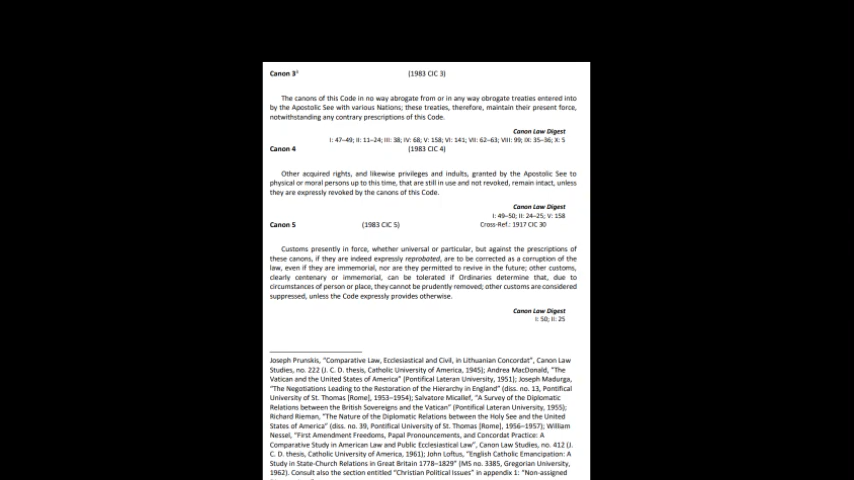 Canon 3⁶ (1983 CIC 3)
The canons of this Code in no way abrogate from or in any way obrogate treaties entered into
by the Apostolic See with various Nations; these treaties, therefore, maintain their present force,
notwithstanding any contrary prescriptions of this Code.
Canon Law Digest
I: 47–49; II: 11–24; III: 38; IV: 68; V: 158; VI: 141; VII: 62–63; VIII: 99; IX: 35–36; X: 5
Canon 4 (1983 CIC 4)
Other acquired rights, and likewise privileges and indults, granted by the Apostolic See to
physical or moral persons up to this time, that are still in use and not revoked, remain intact, unless
they are expressly revoked by the canons of this Code.
Canon Law Digest
I: 49–50; II: 24–25; V: 158
Canon 5 (1983 CIC 5) Cross-Ref.: 1917 CIC 30
Customs presently in force, whether universal or particular, but against the prescriptions of
these canons, if they are indeed expressly reprobated, are to be corrected as a corruption of the
law, even if they are immemorial, nor are they permitted to revive in the future; other customs,
clearly centenary or immemorial, can be tolerated if Ordinaries determine that, due to
circumstances of person or place, they cannot be prudently removed; other customs are considered
suppressed, unless the Code expressly provides otherwise.
Canon Law Digest
I: 50; II: 25
Joseph Prunskis, "Comparative Law, Ecclesiastical and Civil, in Lithuanian Concordat", Canon Law
Studies, no. 222 (J. C. D. thesis, Catholic University of America, 1945); Andrea MacDonald, "The
Vatican and the United States of America" (Pontifical Lateran University, 1951); Joseph Madurga,
"The Negotiations Leading to the Restoration of the Hierarchy in England" (diss. no. 13, Pontifical
University of St. Thomas [Rome], 1953–1954); Salvatore Micallef, "A Survey of the Diplomatic
Relations between the British Sovereigns and the Vatican" (Pontifical Lateran University, 1955);
Richard Rieman, "The Nature of the Diplomatic Relations between the Holy See and the United
States of America" (diss. no. 39, Pontifical University of St. Thomas [Rome], 1956–1957); William
Nessel, "First Amendment Freedoms, Papal Pronouncements, and Concordat Practice: A
Comparative Study in American Law and Public Ecclesiastical Law", Canon Law Studies, no. 412 (J.
C. D. thesis, Catholic University of America, 1961); John Loftus, "English Catholic Emancipation: A
Study in State-Church Relations in Great Britain 1778–1829" (MS no. 3385, Gregorian University,
1962). Consult also the section entitled "Christian Political Issues" in appendix 1: "Non-assigned